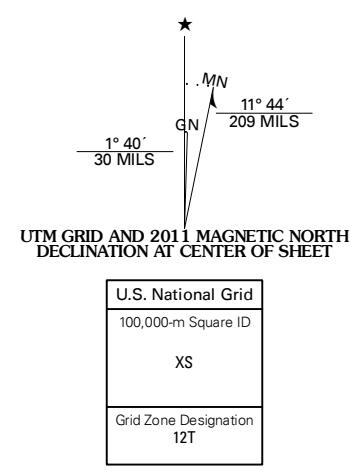 ★
MN
11° 44´
209 MILS
GN
1° 40´
30 MILS
UTM GRID AND 2011 MAGNETIC NORTH
DECLINATION AT CENTER OF SHEET
U.S. National Grid
100,000-m Square ID
XS
Grid Zone Designation
12T